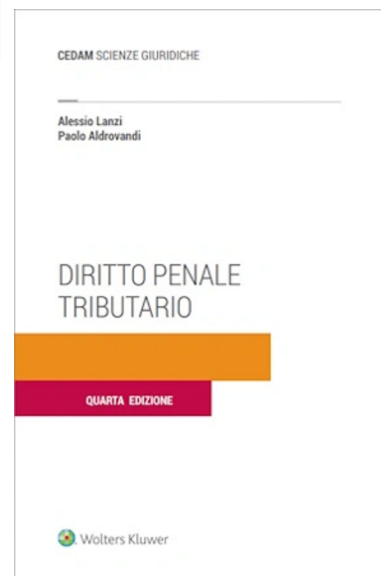 CEDAM SCIENZE GIURIDICHE
Alessio Lanzi
Paolo Aldrovandi
DIRITTO PENALE
TRIBUTARIO
QUARTA EDIZIONE
Wolters Kluwer